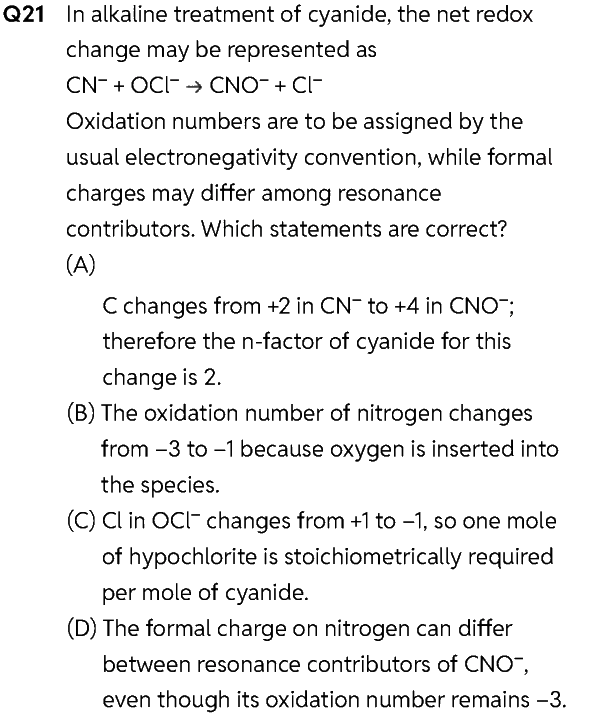 Q21 In alkaline treatment of cyanide, the net redox
change may be represented as
CN⁻ + OCl⁻ → CNO⁻ + Cl⁻
Oxidation numbers are to be assigned by the
usual electronegativity convention, while formal
charges may differ among resonance
contributors. Which statements are correct?
(A)
C changes from +2 in CN⁻ to +4 in CNO⁻;
therefore the n-factor of cyanide for this
change is 2.
(B) The oxidation number of nitrogen changes
from –3 to –1 because oxygen is inserted into
the species.
(C) Cl in OCl⁻ changes from +1 to –1, so one mole
of hypochlorite is stoichiometrically required
per mole of cyanide.
(D) The formal charge on nitrogen can differ
between resonance contributors of CNO⁻,
even though its oxidation number remains –3.